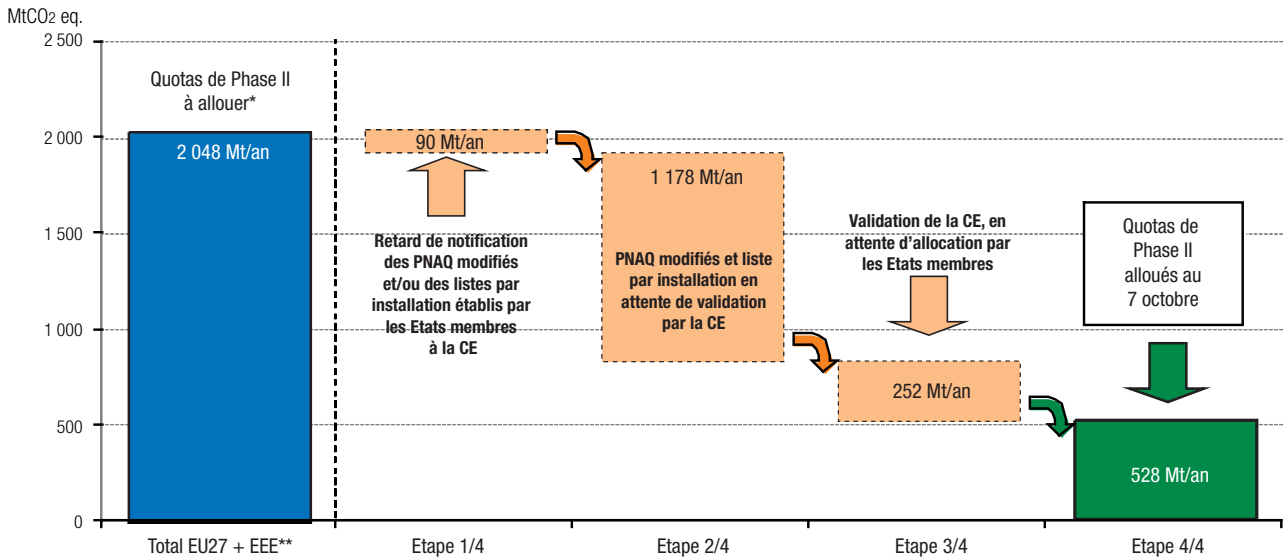 MtCO2 eq.
2 500
2 000
1 500
1 000
500
0
Quotas de Phase II
à allouer*
2 048 Mt/an
90 Mt/an
Retard de notification
des PNAQ modifiés
et/ou des listes par
installation établis par
les Etats membres
à la CE
1 178 Mt/an
PNAQ modifiés et liste
par installation en
attente de validation
par la CE
Validation de la CE, en
attente d'allocation par
les Etats membres
252 Mt/an
Quotas de
Phase II
alloués au
7 octobre
528 Mt/an
Total EU27 + EEE**
Etape 1/4
Etape 2/4
Etape 3/4
Etape 4/4